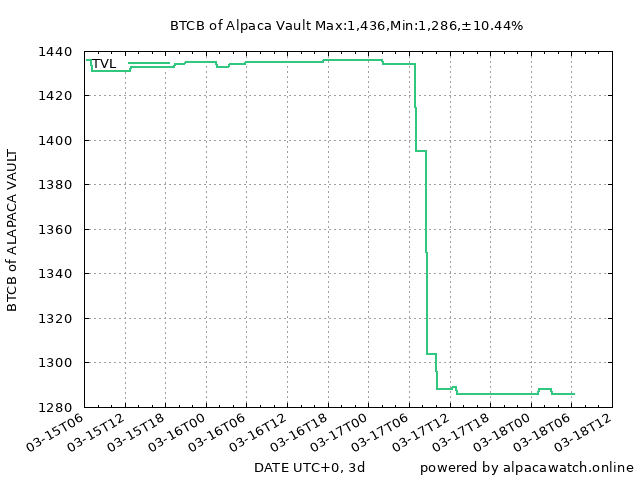 BTCB of Alpaca Vault Max:1,436,Min:1,286,±10.44%
1440
1420
1400
1380
1360
1340
1320
1300
1280
BTCB of ALAPACA VAULT
TVL
03-15T06
03-15T12
03-15T18
03-16T00
03-16T06
03-16T12
03-16T18
03-17T00
03-17T06
03-17T12
03-17T18
03-18T00
03-18T06
03-18T12
DATE UTC+0, 3d
powered by alpacawatch.online